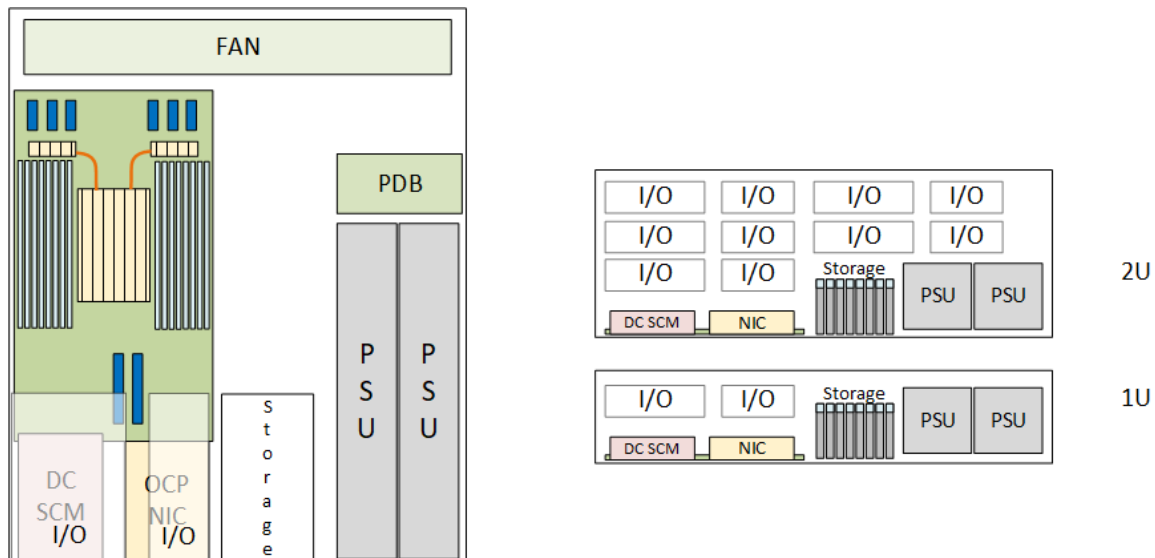 FAN
PDB
P P
S S
U U
DC
SCM
I/O
OCP
NIC
I/O
S
t
o
r
a
g
e
I/O I/O I/O I/O
I/O I/O I/O I/O
I/O I/O Storage
PSU PSU
DC SCM NIC
2U
I/O I/O Storage
PSU PSU
DC SCM NIC
1U